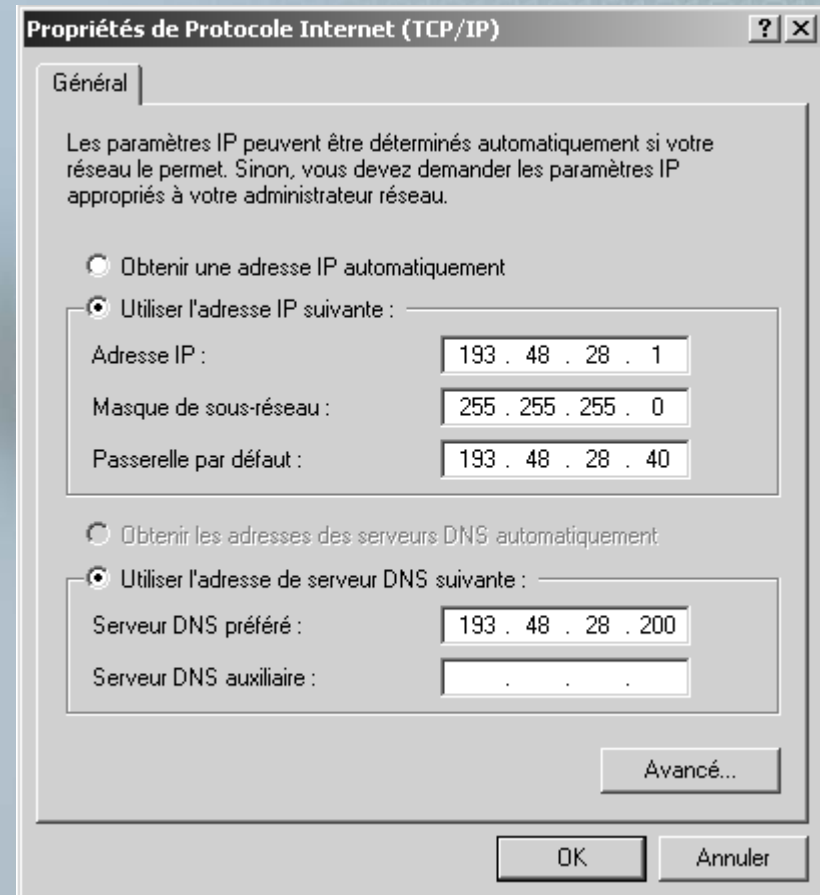 Propriétés de Protocole Internet (TCP/IP)
Général
Les paramètres IP peuvent être déterminés automatiquement si votre
réseau le permet. Sinon, vous devez demander les paramètres IP
appropriés à votre administrateur réseau.
Obtenir une adresse IP automatiquement
Utiliser l'adresse IP suivante :
Adresse IP : 193 . 48 . 28 . 1
Masque de sous-réseau : 255 . 255 . 255 . 0
Passerelle par défaut : 193 . 48 . 28 . 40
Obtenir les adresses des serveurs DNS automatiquement
Utiliser l'adresse de serveur DNS suivante :
Serveur DNS préféré : 193 . 48 . 28 . 200
Serveur DNS auxiliaire : . . .
Avancé...
OK Annuler